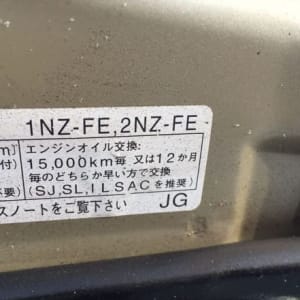 1NZ-FE,2NZ-FE
m) エンジンオイル交換:
付) 15,000km毎 又は12か月
毎のどちらか早い方で交換
要) (SJ,SL,ILSACを推奨)
スノートをご覧下さい JG